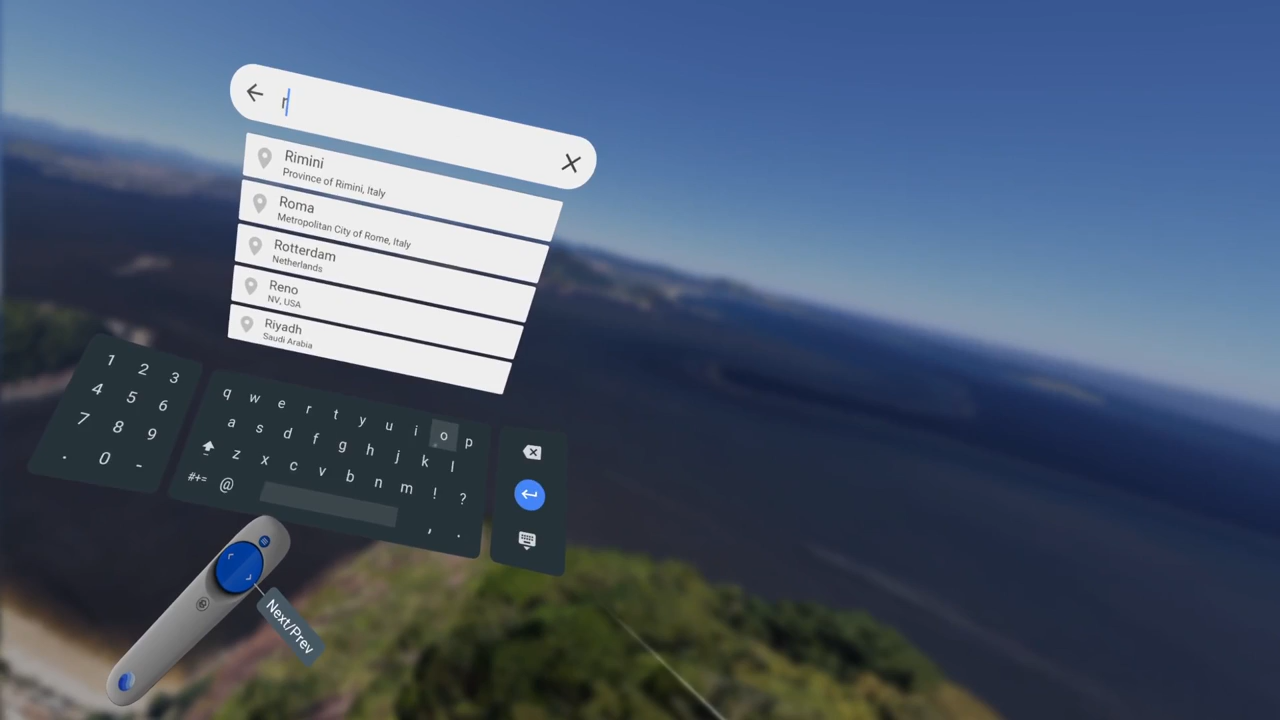 r
Rimini
Province of Rimini, Italy
Roma
Metropolitan City of Rome, Italy
Rotterdam
Netherlands
Reno
NV, USA
Riyadh
Saudi Arabia
1 2 3
4 5 6
7 8 9
. 0 -
q w e r t y u i o p
a s d f g h j k l
z x c v b n m ! ?
#+= @ , .
Next/Prev